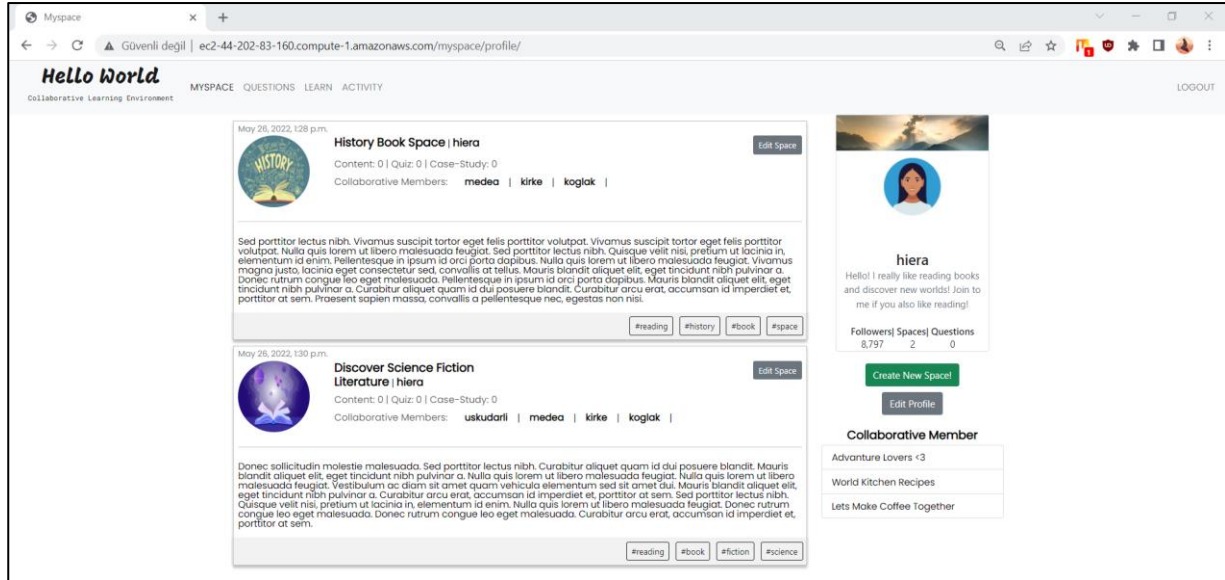 Myspace
Güvenli değil | ec2-44-202-83-160.compute-1.amazonaws.com/myspace/profile/
1
Hello World
Collaborative Learning Environment
MYSPACE QUESTIONS LEARN ACTIVITY
LOGOUT
May 26, 2022, 1:28 p.m.
HISTORY
History Book Space | hiera
Edit Space
Content: 0 | Quiz: 0 | Case-Study: 0
Collaborative Members: medea | kirke | koglak |
Sed porttitor lectus nibh. Vivamus suscipit tortor eget felis porttitor volutpat. Vivamus suscipit tortor eget felis porttitor
volutpat. Nulla quis lorem ut libero malesuada feugiat. Sed porttitor lectus nibh. Quisque velit nisi, pretium ut lacinia in,
elementum id enim. Pellentesque in ipsum id orci porta dapibus. Nulla quis lorem ut libero malesuada feugiat. Vivamus
magna justo, lacinia eget consectetur sed, convallis at tellus. Mauris blandit aliquet elit, eget tincidunt nibh pulvinar a.
Donec rutrum congue leo eget malesuada. Pellentesque in ipsum id orci porta dapibus. Mauris blandit aliquet elit, eget
tincidunt nibh pulvinar a. Curabitur aliquet quam id dui posuere blandit. Curabitur arcu erat, accumsan id imperdiet et,
porttitor at sem. Praesent sapien massa, convallis a pellentesque nec, egestas non nisi.
#reading #history #book #space
May 26, 2022, 1:30 p.m.
Discover Science Fiction
Literature | hiera
Edit Space
Content: 0 | Quiz: 0 | Case-Study: 0
Collaborative Members: uskudarli | medea | kirke | koglak |
Donec sollicitudin molestie malesuada. Sed porttitor lectus nibh. Curabitur aliquet quam id dui posuere blandit. Mauris
blandit aliquet elit, eget tincidunt nibh pulvinar a. Nulla quis lorem ut libero malesuada feugiat. Nulla quis lorem ut libero
malesuada feugiat. Vestibulum ac diam sit amet quam vehicula elementum sed sit amet dui. Mauris blandit aliquet elit,
eget tincidunt nibh pulvinar a. Curabitur arcu erat, accumsan id imperdiet et, porttitor at sem. Sed porttitor lectus nibh.
Quisque velit nisi, pretium ut lacinia in, elementum id enim. Nulla quis lorem ut libero malesuada feugiat. Donec rutrum
congue leo eget malesuada. Donec rutrum congue leo eget malesuada. Curabitur arcu erat, accumsan id imperdiet et,
porttitor at sem.
#reading #book #fiction #science
hiera
Hello! I really like reading books
and discover new worlds! Join to
me if you also like reading!
Followers| Spaces| Questions
8,797 2 0
Create New Space!
Edit Profile
Collaborative Member
Advanture Lovers <3
World Kitchen Recipes
Lets Make Coffee Together